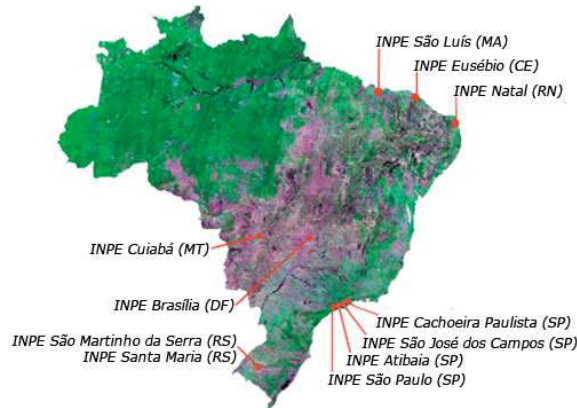 INPE São Luís (MA)
INPE Eusébio (CE)
INPE Natal (RN)
INPE Cuiabá (MT)
INPE Brasília (DF)
INPE Cachoeira Paulista (SP)
INPE São José dos Campos (SP)
INPE Atibaia (SP)
INPE São Paulo (SP)
INPE São Martinho da Serra (RS)
INPE Santa Maria (RS)